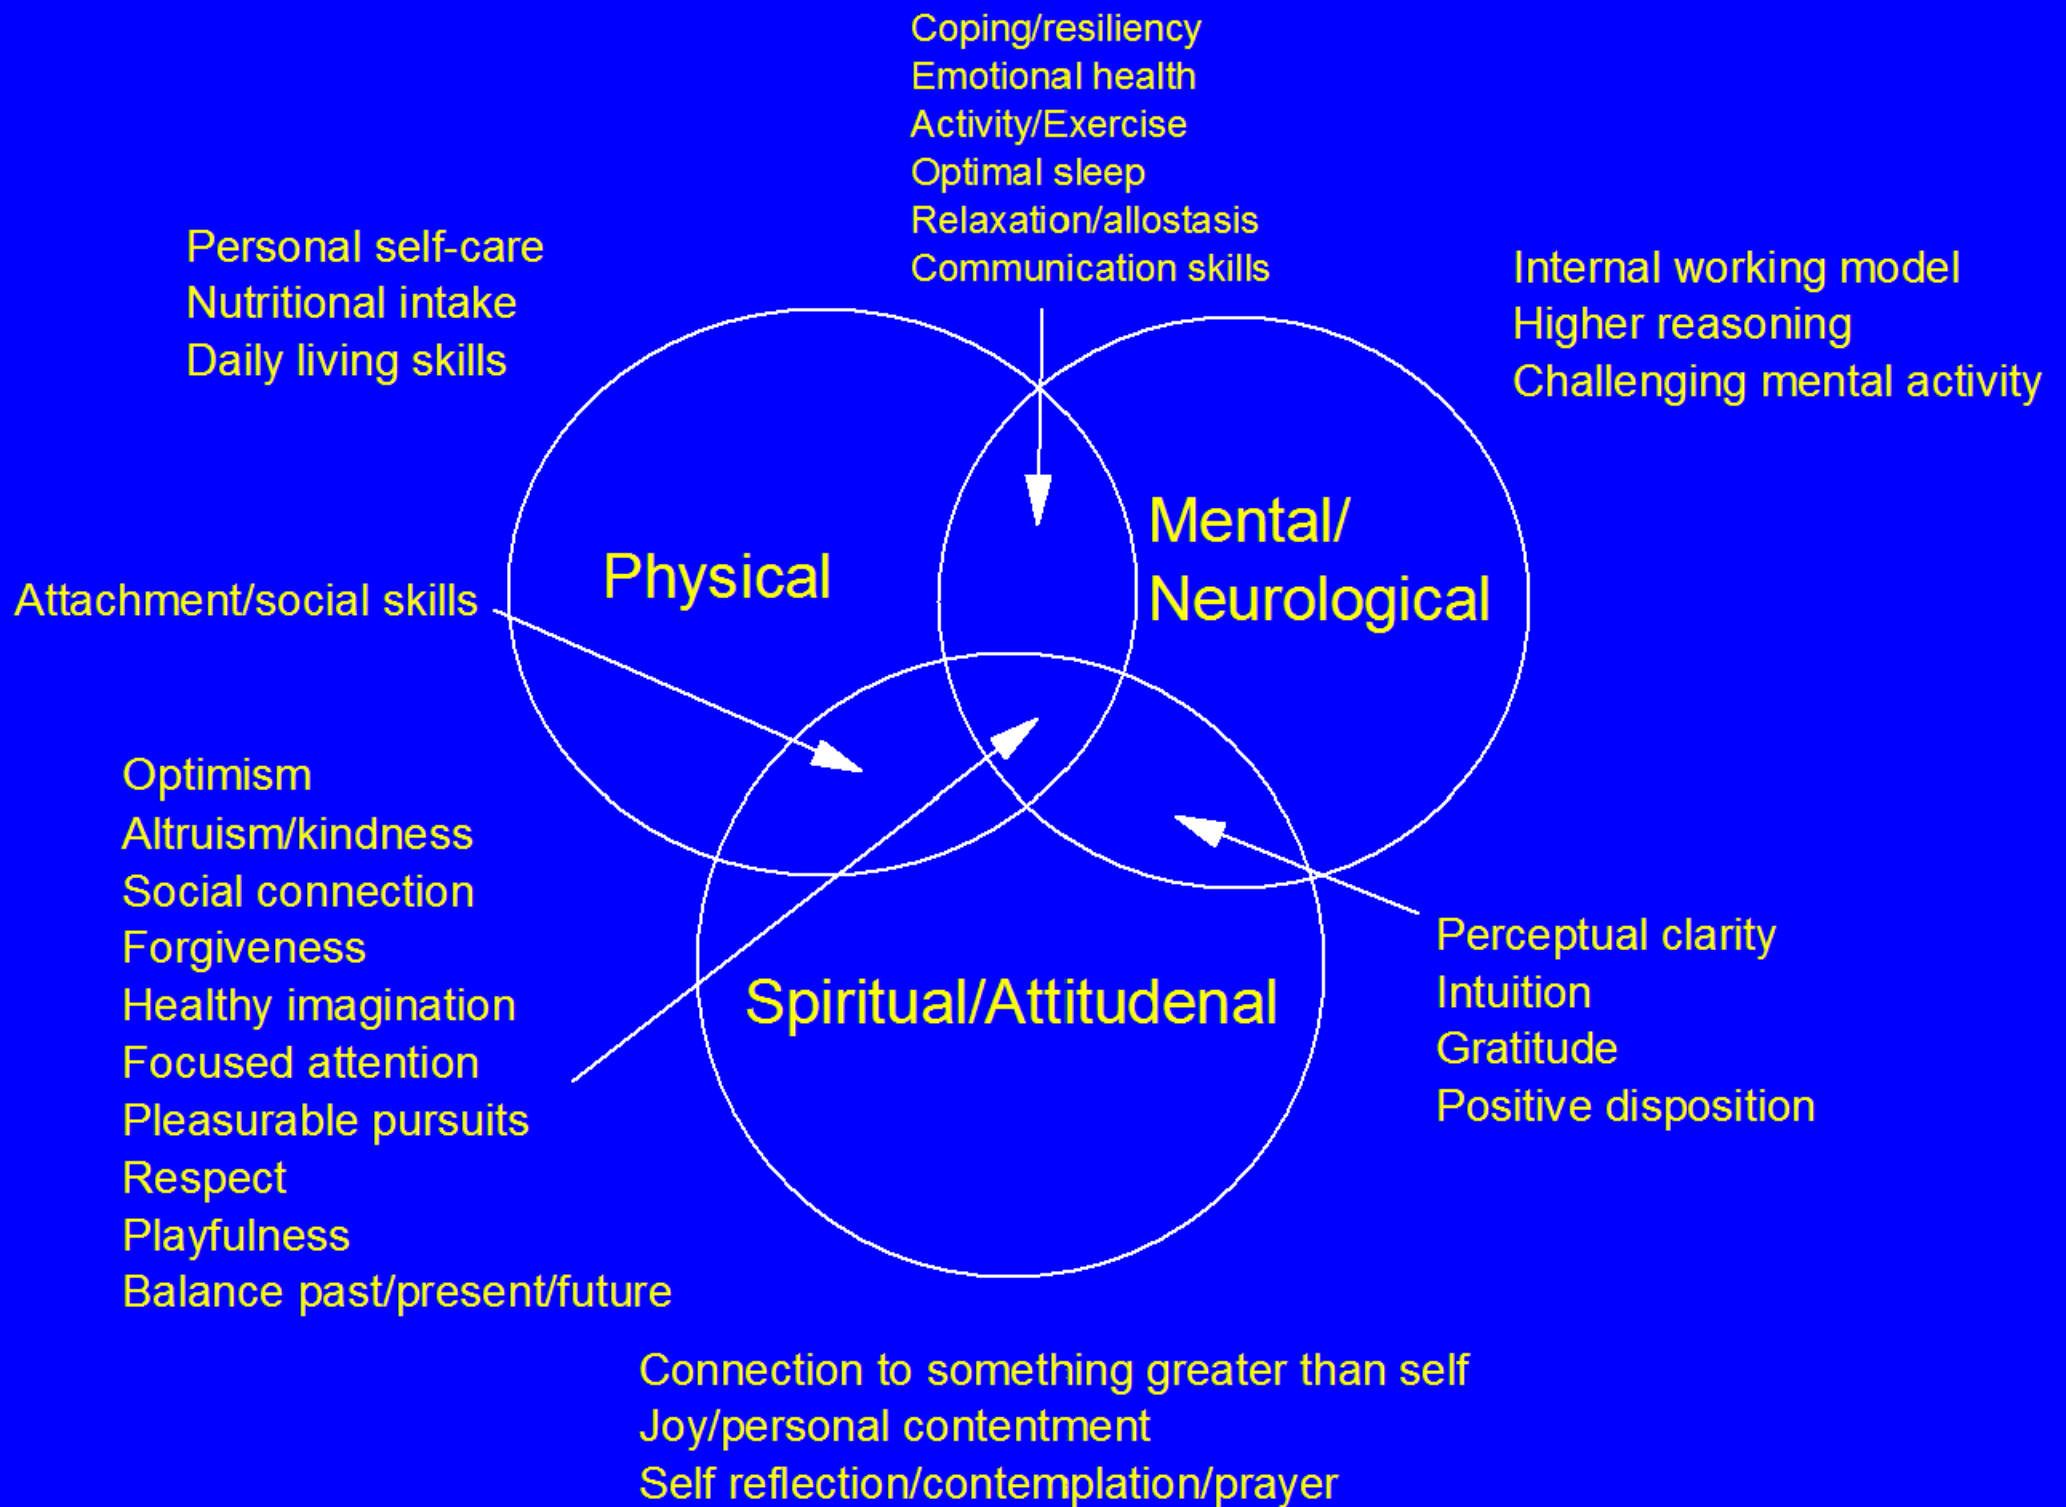 Coping/resiliency
Emotional health
Activity/Exercise
Optimal sleep
Relaxation/allostasis
Communication skills
Personal self-care
Nutritional intake
Daily living skills
Internal working model
Higher reasoning
Challenging mental activity
Physical
Mental/
Neurological
Attachment/social skills
Optimism
Altruism/kindness
Social connection
Forgiveness
Healthy imagination
Focused attention
Pleasurable pursuits
Respect
Playfulness
Balance past/present/future
Spiritual/Attitudenal
Perceptual clarity
Intuition
Gratitude
Positive disposition
Connection to something greater than self
Joy/personal contentment
Self reflection/contemplation/prayer